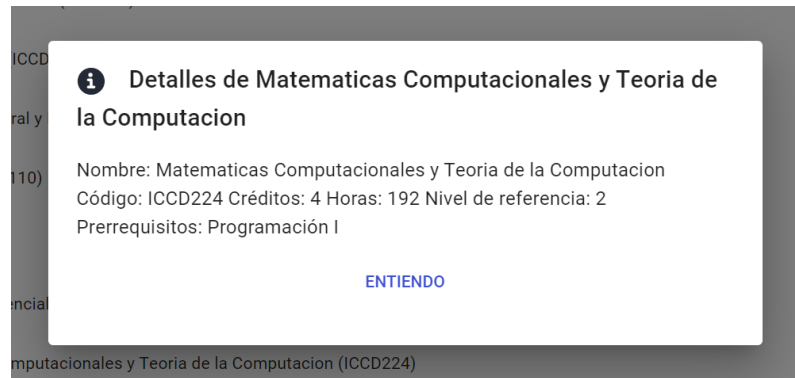 ICCD
ral y
110)
encial
Detalles de Matematicas Computacionales y Teoria de
la Computacion
Nombre: Matematicas Computacionales y Teoria de la Computacion
Código: ICCD224 Créditos: 4 Horas: 192 Nivel de referencia: 2
Prerrequisitos: Programación I
ENTIENDO
mputacionales y Teoria de la Computacion (ICCD224)